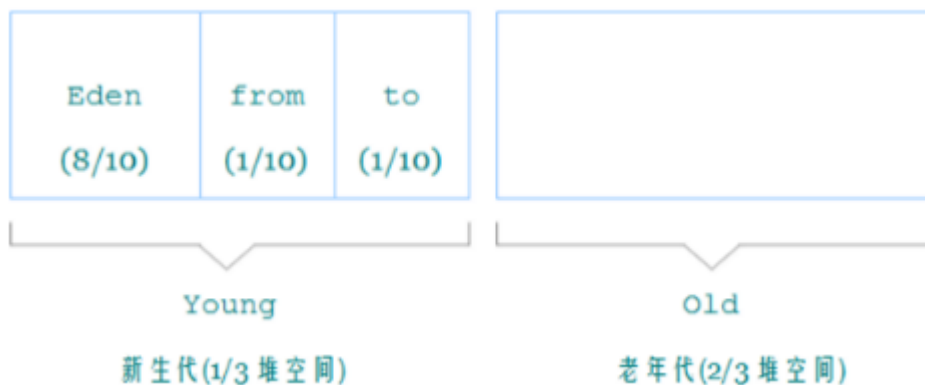 Eden from to
(8/10) (1/10) (1/10)
Young Old
新生代(1/3 堆空间) 老年代(2/3 堆空间)